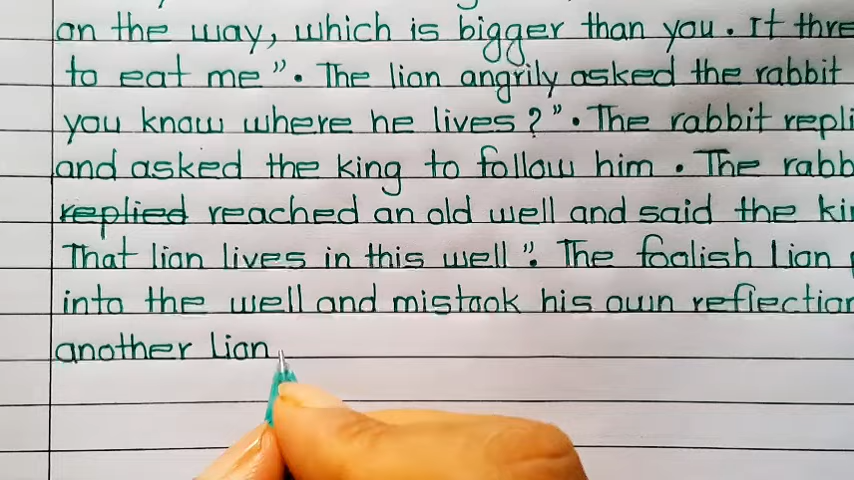 on the way, which is bigger than you. It thre
to eat me". The lion angrily asked the rabbit
you know where he lives?". The rabbit repli
and asked the king to follow him. The rabb
replied reached an old well and said the ki
That lion lives in this well". The foolish Lion
into the well and mistook his own reflection
another Lion